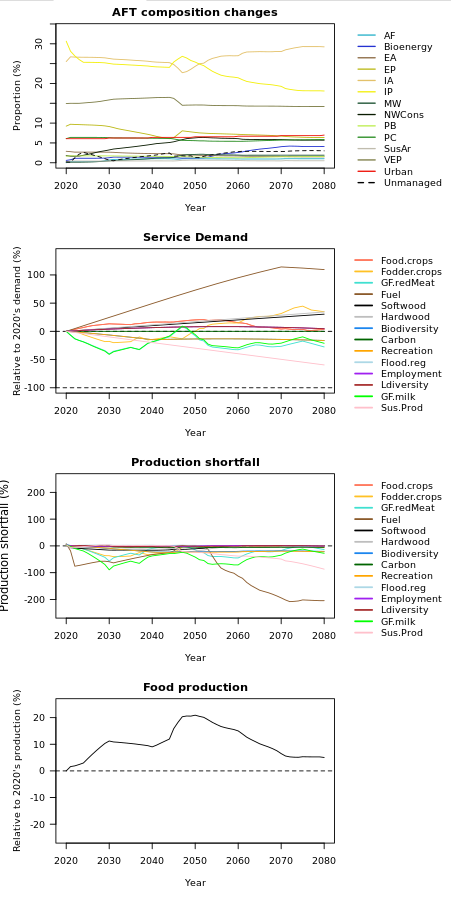 AFT composition changes
Proportion (%)
30
20
10
5
0
2020 2030 2040 2050 2060 2070 2080
Year
AF
Bioenergy
EA
EP
IA
IP
MW
NWCons
PB
PC
SusAr
VEP
Urban
Unmanaged
Service Demand
Relative to 2020's demand (%)
100
50
0
-50
-100
2020 2030 2040 2050 2060 2070 2080
Year
Food.crops
Fodder.crops
GF.redMeat
Fuel
Softwood
Hardwood
Biodiversity
Carbon
Recreation
Flood.reg
Employment
Ldiversity
GF.milk
Sus.Prod
Production shortfall
Production shortfall (%)
200
100
0
-100
-200
2020 2030 2040 2050 2060 2070 2080
Year
Food.crops
Fodder.crops
GF.redMeat
Fuel
Softwood
Hardwood
Biodiversity
Carbon
Recreation
Flood.reg
Employment
Ldiversity
GF.milk
Sus.Prod
Food production
Relative to 2020's production (%)
20
10
0
-10
-20
2020 2030 2040 2050 2060 2070 2080
Year